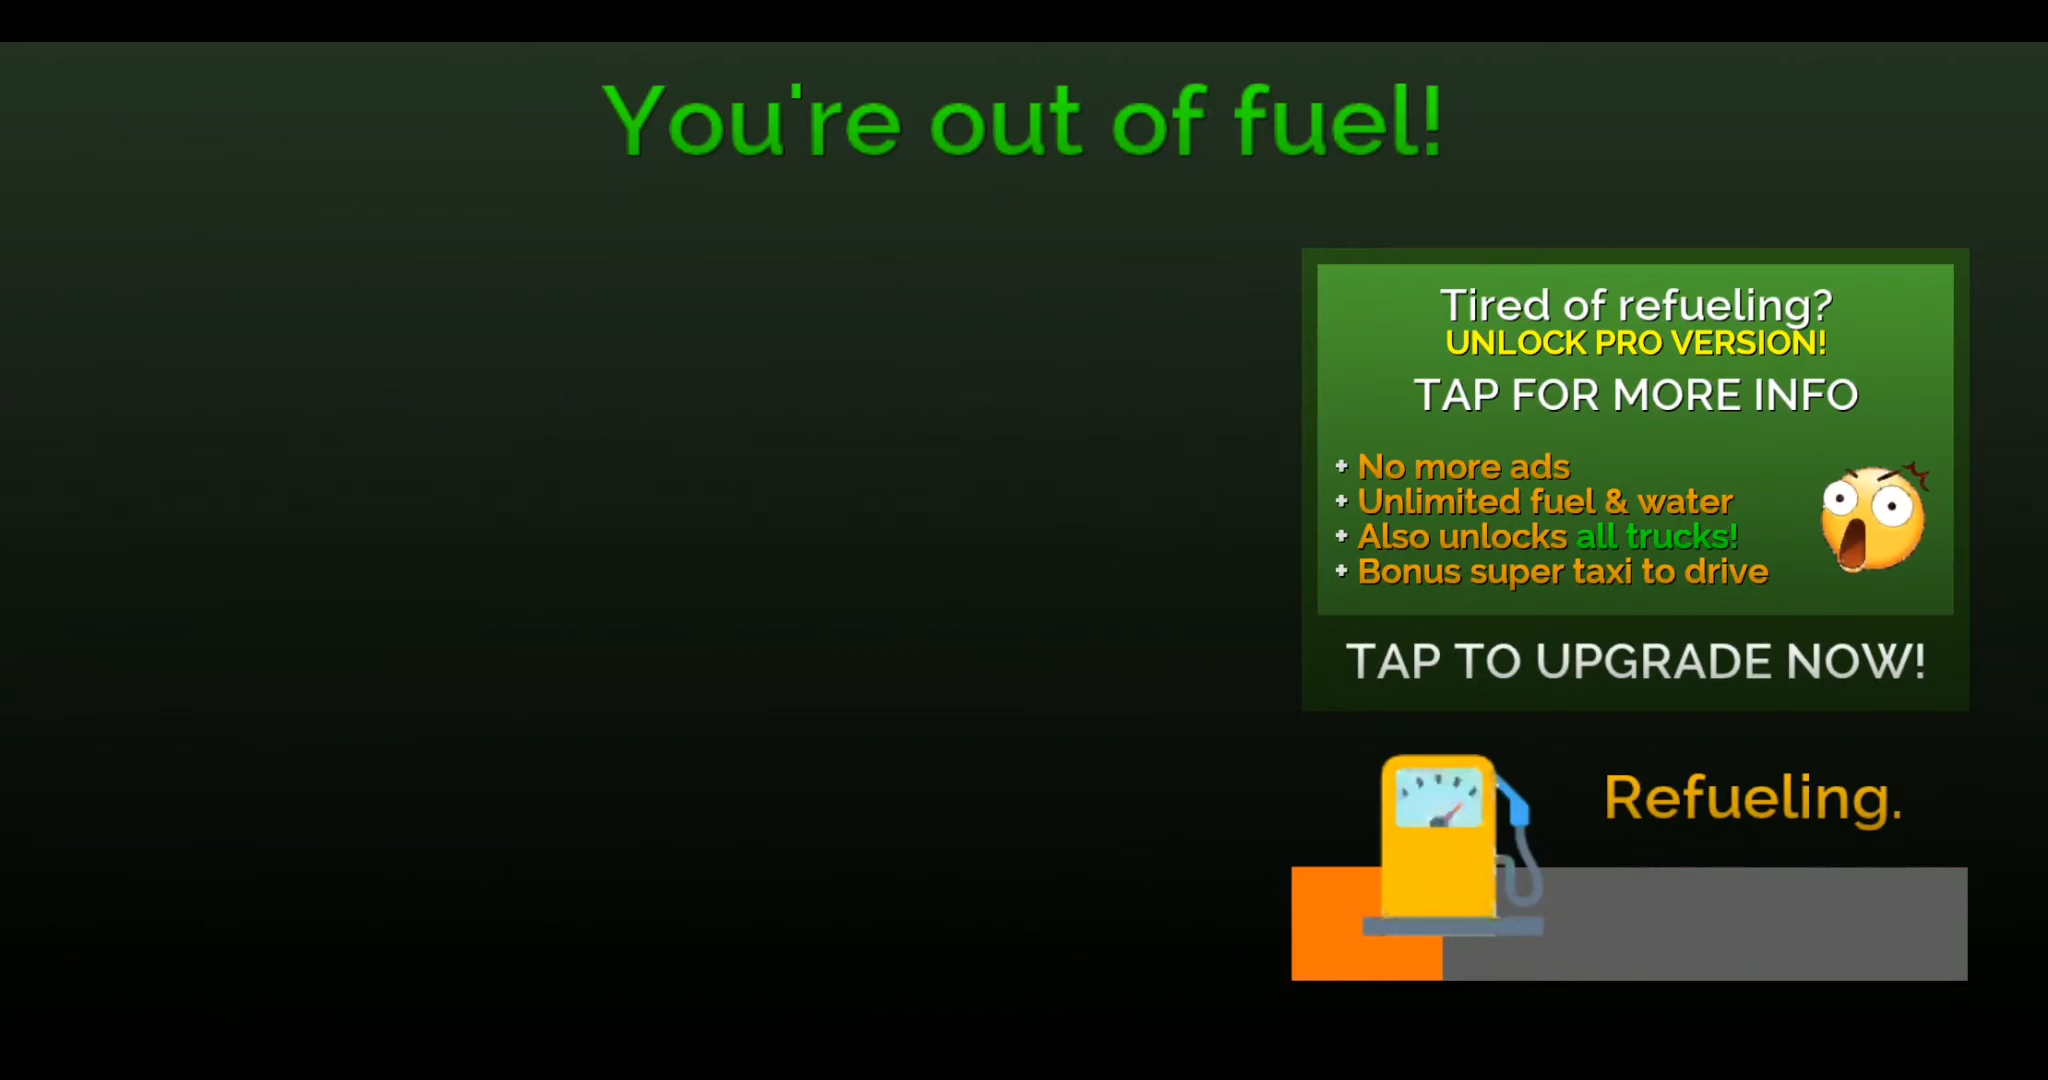 You're out of fuel!
Tired of refueling?
UNLOCK PRO VERSION!
TAP FOR MORE INFO
+ No more ads
+ Unlimited fuel & water
+ Also unlocks all trucks!
+ Bonus super taxi to drive
TAP TO UPGRADE NOW!
Refueling.